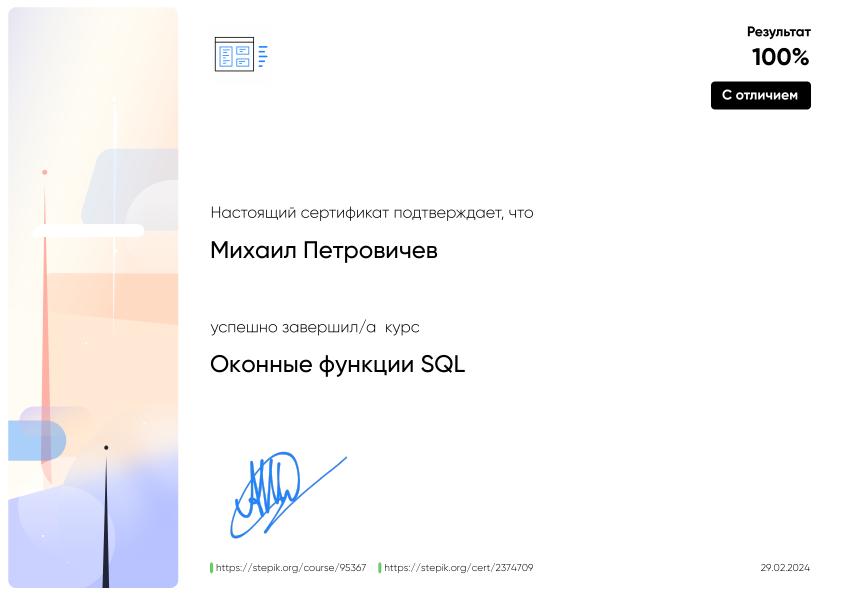 Результат
100%
С отличием
Настоящий сертификат подтверждает, что
Михаил Петровичев
успешно завершил/а курс
Оконные функции SQL
https://stepik.org/course/95367 https://stepik.org/cert/2374709 29.02.2024